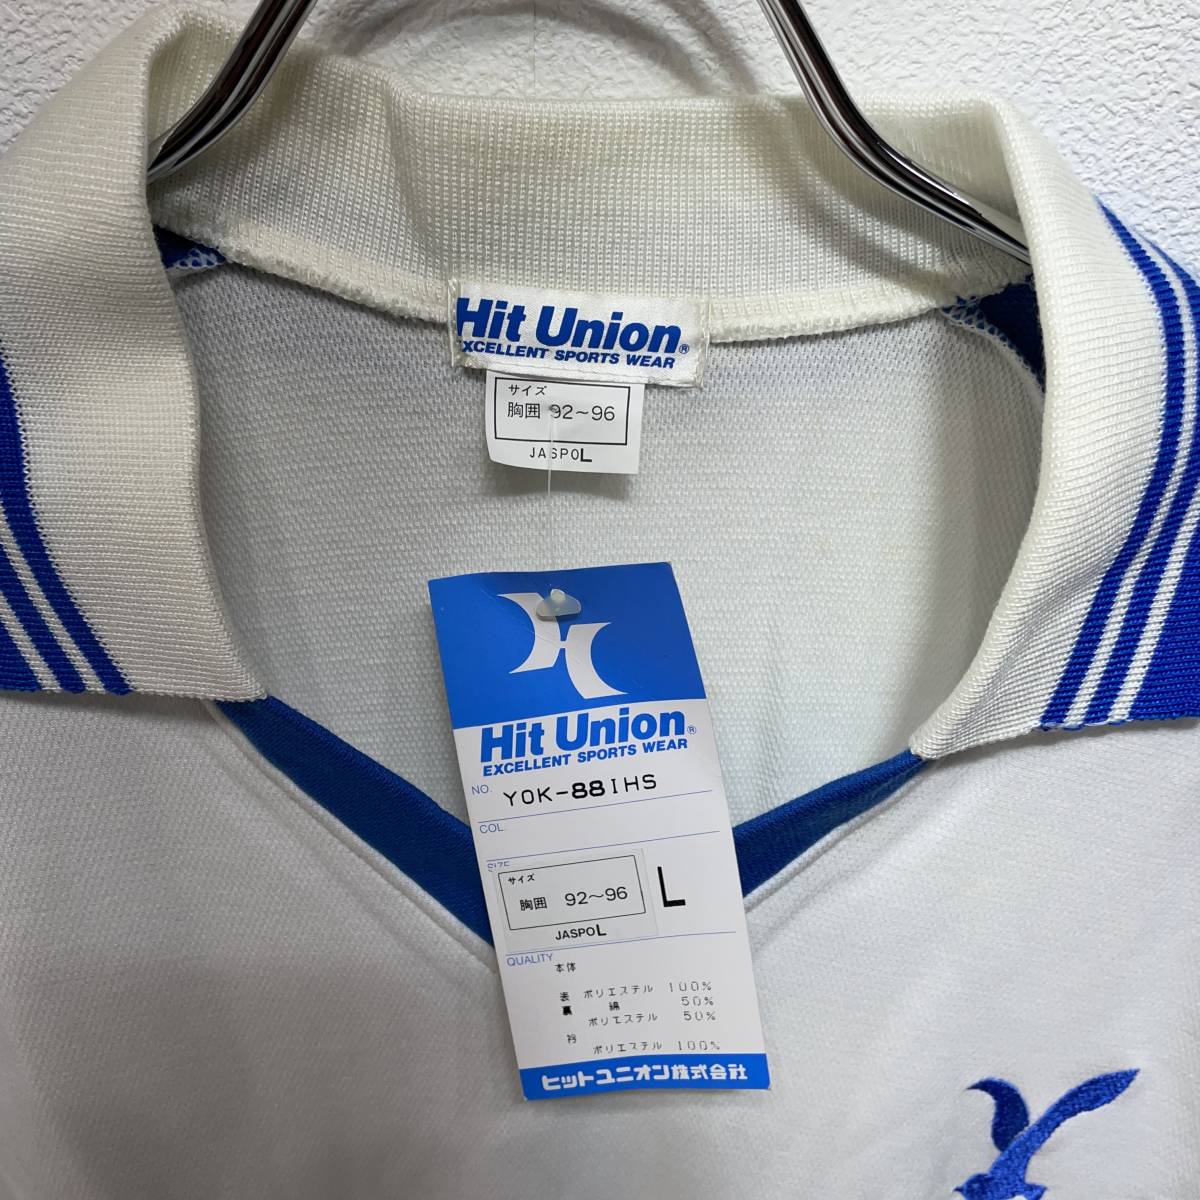 Hit Union®
EXCELLENT SPORTS WEAR
サイズ
胸囲 92～96
JASPO L
Hit Union®
EXCELLENT SPORTS WEAR
NO. YOK-88IHS
COL.
SIZE
サイズ
胸囲 92～96
JASPO L
L
QUALITY
本体
表 ポリエステル 100%
裏 綿 50%
ポリエステル 50%
衿
ポリエステル 100%
ヒットユニオン株式会社